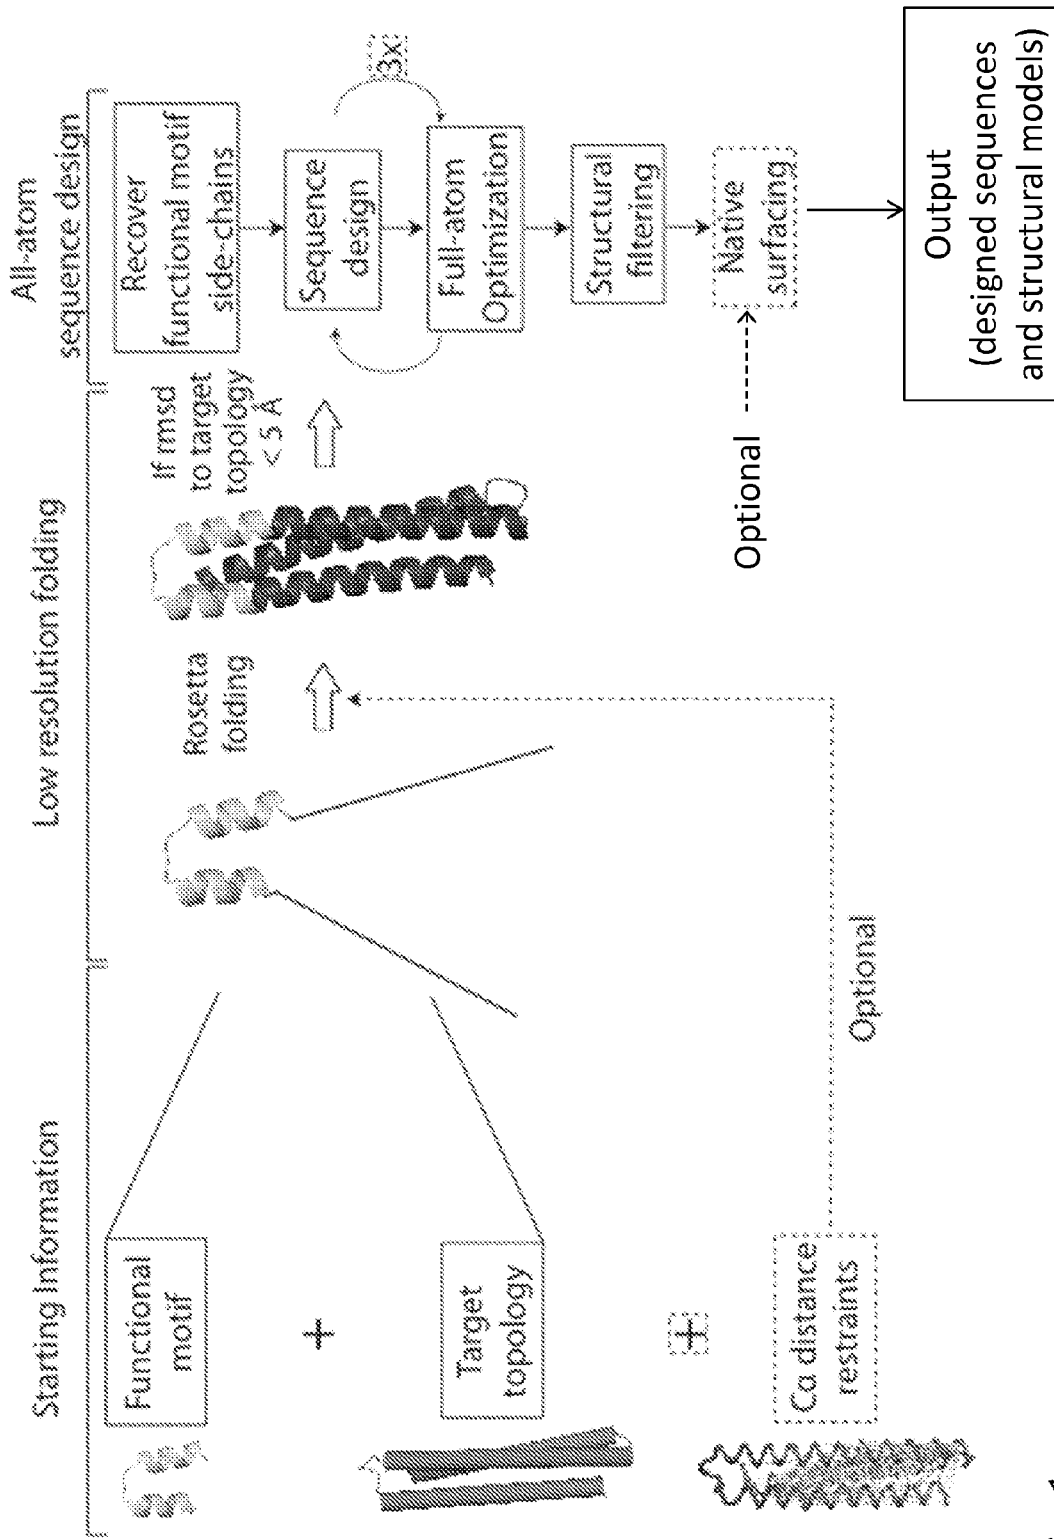 Starting Information
Functional
motif
+
Target
topology
+
Cα distance
restraints
Optional
Low resolution folding
Rosetta
folding
If rmsd
to target
topology
< 5 Å
All-atom
sequence design
Recover
functional motif
side-chains
Sequence
design
3x
Full-atom
Optimization
Structural
filtering
Native
surfacing
Optional
Output
(designed sequences
and structural models)